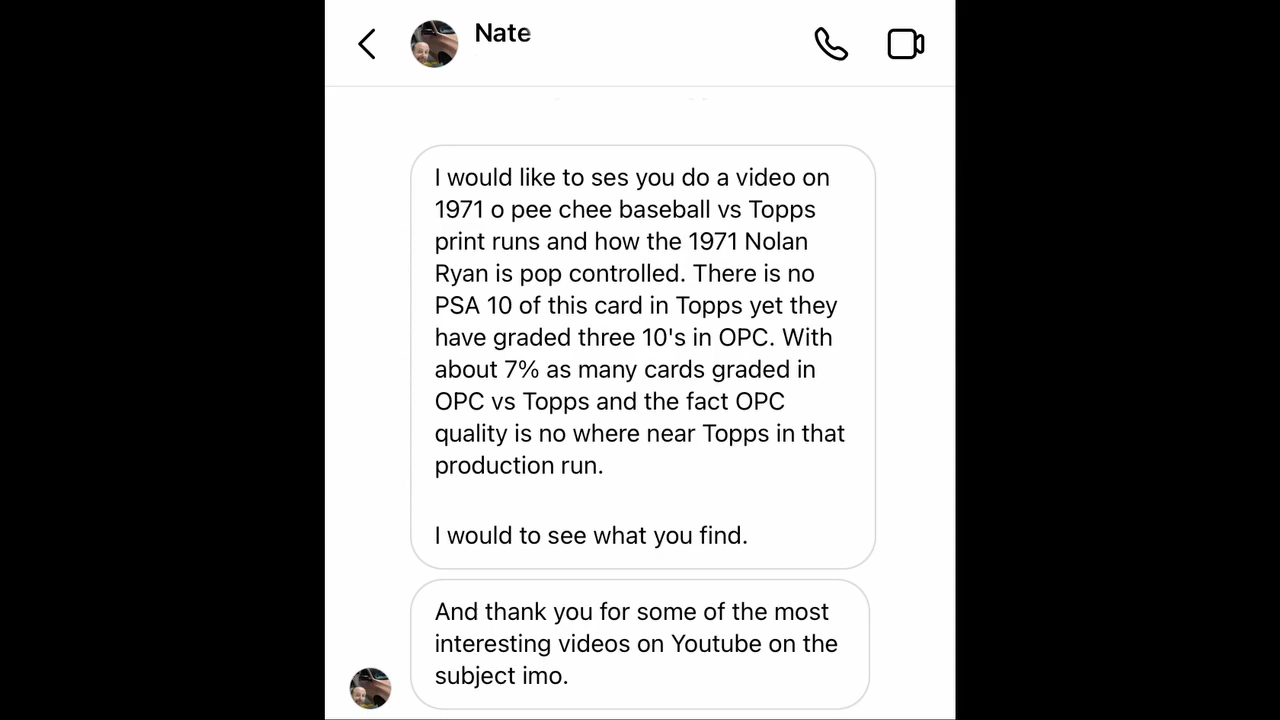 Nate
I would like to ses you do a video on
1971 o pee chee baseball vs Topps
print runs and how the 1971 Nolan
Ryan is pop controlled. There is no
PSA 10 of this card in Topps yet they
have graded three 10's in OPC. With
about 7% as many cards graded in
OPC vs Topps and the fact OPC
quality is no where near Topps in that
production run.
I would to see what you find.
And thank you for some of the most
interesting videos on Youtube on the
subject imo.